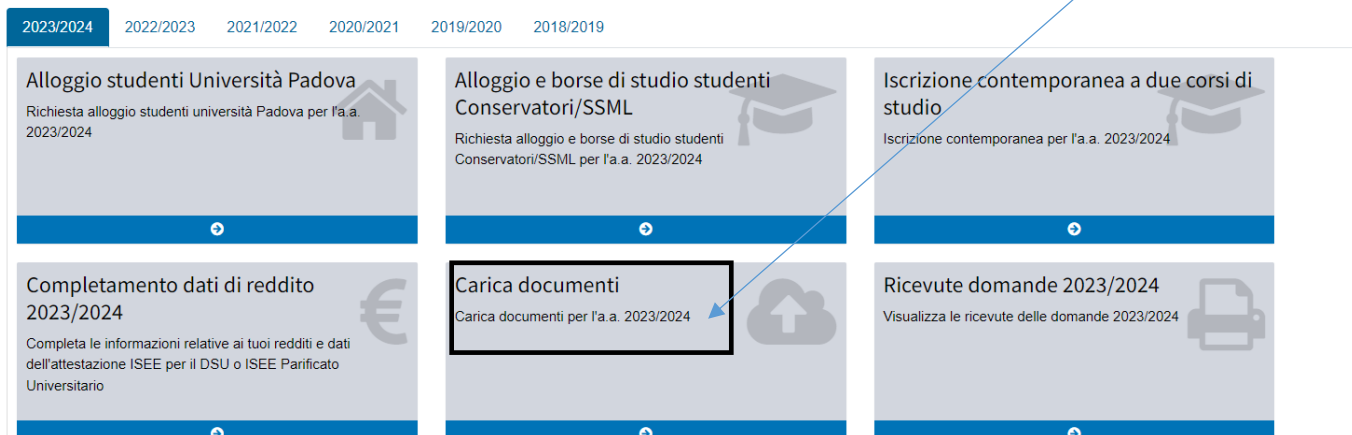 2023/2024 2022/2023 2021/2022 2020/2021 2019/2020 2018/2019
Alloggio studenti Università Padova
Richiesta alloggio studenti università Padova per l'a.a.
2023/2024
Alloggio e borse di studio studenti
Conservatori/SSML
Richiesta alloggio e borse di studio studenti
Conservatori/SSML per l'a.a. 2023/2024
Iscrizione contemporanea a due corsi di
studio
Iscrizione contemporanea per l'a.a. 2023/2024
Completamento dati di reddito
2023/2024
Completa le informazioni relative ai tuoi redditi e dati
dell'attestazione ISEE per il DSU o ISEE Parificato
Universitario
Carica documenti
Carica documenti per l'a.a. 2023/2024
Ricevute domande 2023/2024
Visualizza le ricevute delle domande 2023/2024